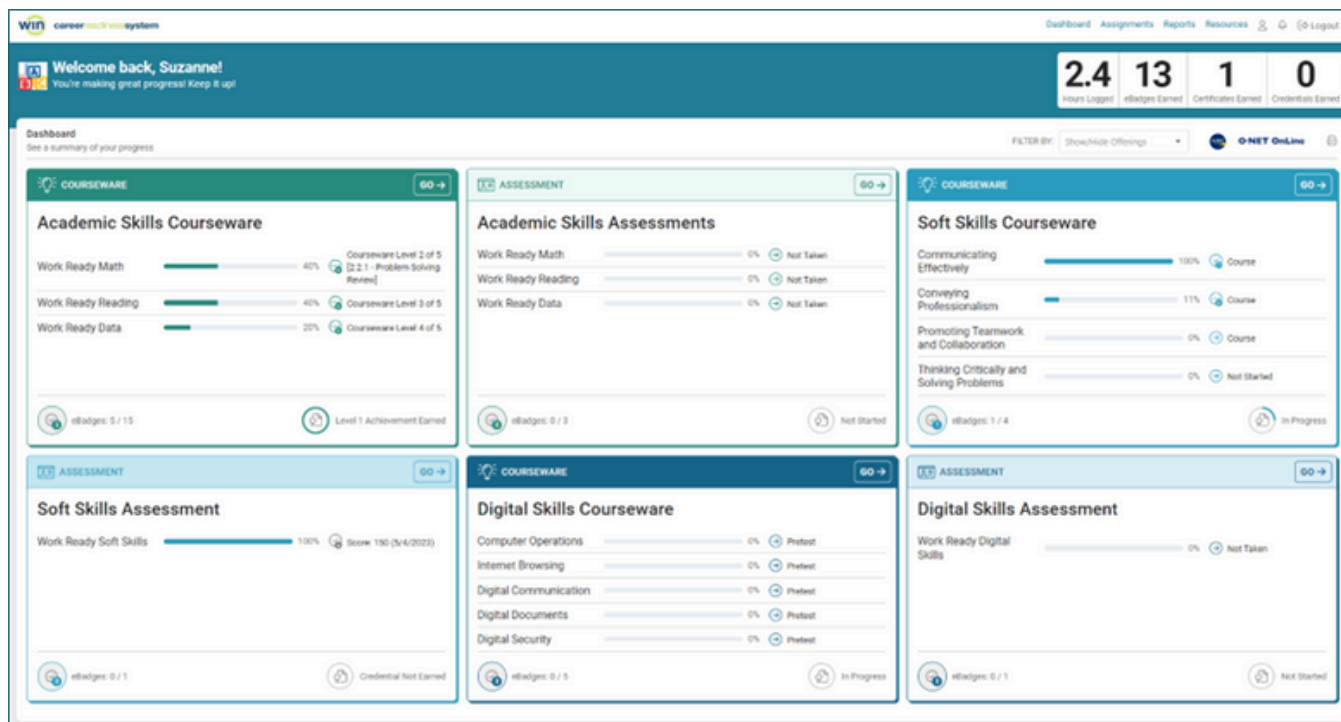 win careerreadinesssystem
Dashboard Assignments Reports Resources Logout
Welcome back, Suzanne!
You're making great progress! Keep it up!
2.4 13 1 0
Hours Logged eBadges Earned Certificates Earned Credentials Earned
Dashboard
See a summary of your progress
FILTER BY: Show/Hide Offerings O*NET OnLine
COURSEWARE GO →
Academic Skills Courseware
Work Ready Math 40% Courseware Level 2 of 5
[2.2.1 - Problem Solving
Review]
Work Ready Reading 40% Courseware Level 3 of 5
Work Ready Data 20% Courseware Level 4 of 5
eBadges: 5 / 15 Level 1 Achievement Earned
ASSESSMENT GO →
Academic Skills Assessments
Work Ready Math 0% Not Taken
Work Ready Reading 0% Not Taken
Work Ready Data 0% Not Taken
eBadges: 0 / 3 Not Started
COURSEWARE GO →
Soft Skills Courseware
Communicating
Effectively 100% Course
Conveying
Professionalism 11% Course
Promoting Teamwork
and Collaboration 0% Course
Thinking Critically and
Solving Problems 0% Not Started
eBadges: 1 / 4 In Progress
ASSESSMENT GO →
Soft Skills Assessment
Work Ready Soft Skills 100% Score: 150 (5/4/2023)
eBadges: 0 / 1 Credential Not Earned
COURSEWARE GO →
Digital Skills Courseware
Computer Operations 0% Pretest
Internet Browsing 0% Pretest
Digital Communication 0% Pretest
Digital Documents 0% Pretest
Digital Security 0% Pretest
eBadges: 0 / 5 In Progress
ASSESSMENT GO →
Digital Skills Assessment
Work Ready Digital
Skills 0% Not Taken
eBadges: 0 / 1 Not Started